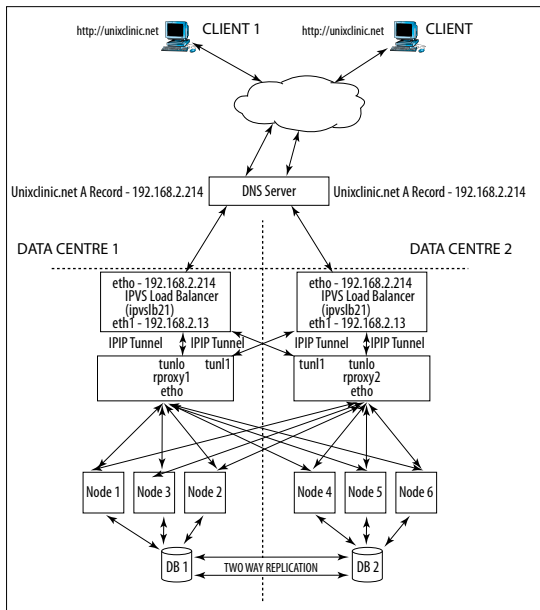 http://unixclinic.net CLIENT 1 http://unixclinic.net CLIENT
Unixclinic.net A Record - 192.168.2.214 DNS Server Unixclinic.net A Record - 192.168.2.214
DATA CENTRE 1 DATA CENTRE 2
etho - 192.168.2.214
IPVS Load Balancer
(ipvslb21)
eth1 - 192.168.2.13
etho - 192.168.2.214
IPVS Load Balancer
(ipvslb21)
eth1 - 192.168.2.13
IPIP Tunnel IPIP Tunnel IPIP Tunnel IPIP Tunnel
tunlo tunl1
rproxy1
etho
tunl1 tunlo
rproxy2
etho
Node 1 Node 3 Node 2 Node 4 Node 5 Node 6
DB 1 TWO WAY REPLICATION DB 2